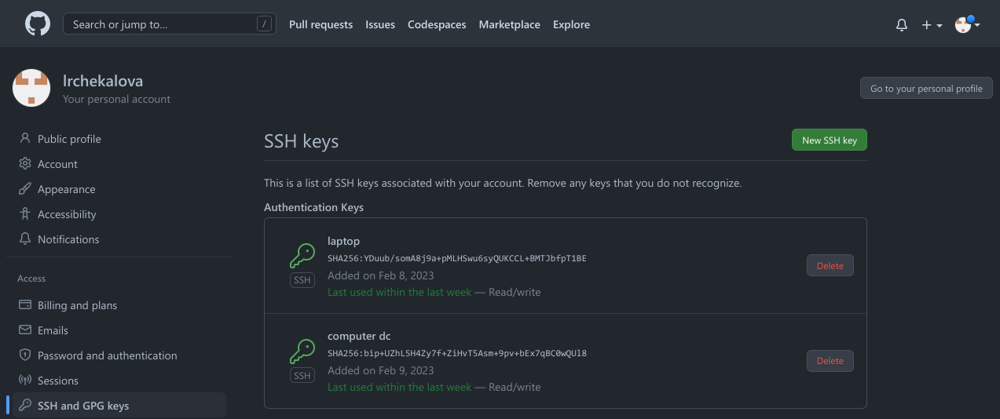 Search or jump to...
/
Pull requests
Issues
Codespaces
Marketplace
Explore
lrchekalova
Your personal account
Go to your personal profile
Public profile
Account
Appearance
Accessibility
Notifications
Access
Billing and plans
Emails
Password and authentication
Sessions
SSH and GPG keys
SSH keys
New SSH key
This is a list of SSH keys associated with your account. Remove any keys that you do not recognize.
Authentication Keys
laptop
SHA256:YDuub/somA8j9a+pMLHSwu6syQUKCCL+BMTJbfpT1BE
SSH
Added on Feb 8, 2023
Last used within the last week — Read/write
Delete
computer dc
SHA256:bip+UZhL5H4Zy7f+ZiHvT5Asm+9pv+bEx7qBC0wQUl8
SSH
Added on Feb 9, 2023
Last used within the last week — Read/write
Delete